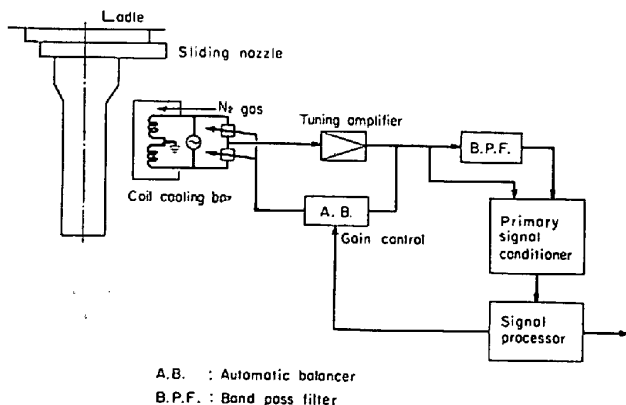 Ladle
Sliding nozzle
N₂ gas
Tuning amplifier
B.P.F.
Coil cooling box
A.B.
Gain control
Primary
signal
conditioner
Signal
processor
A.B. : Automatic balancer
B.P.F. : Band pass filter